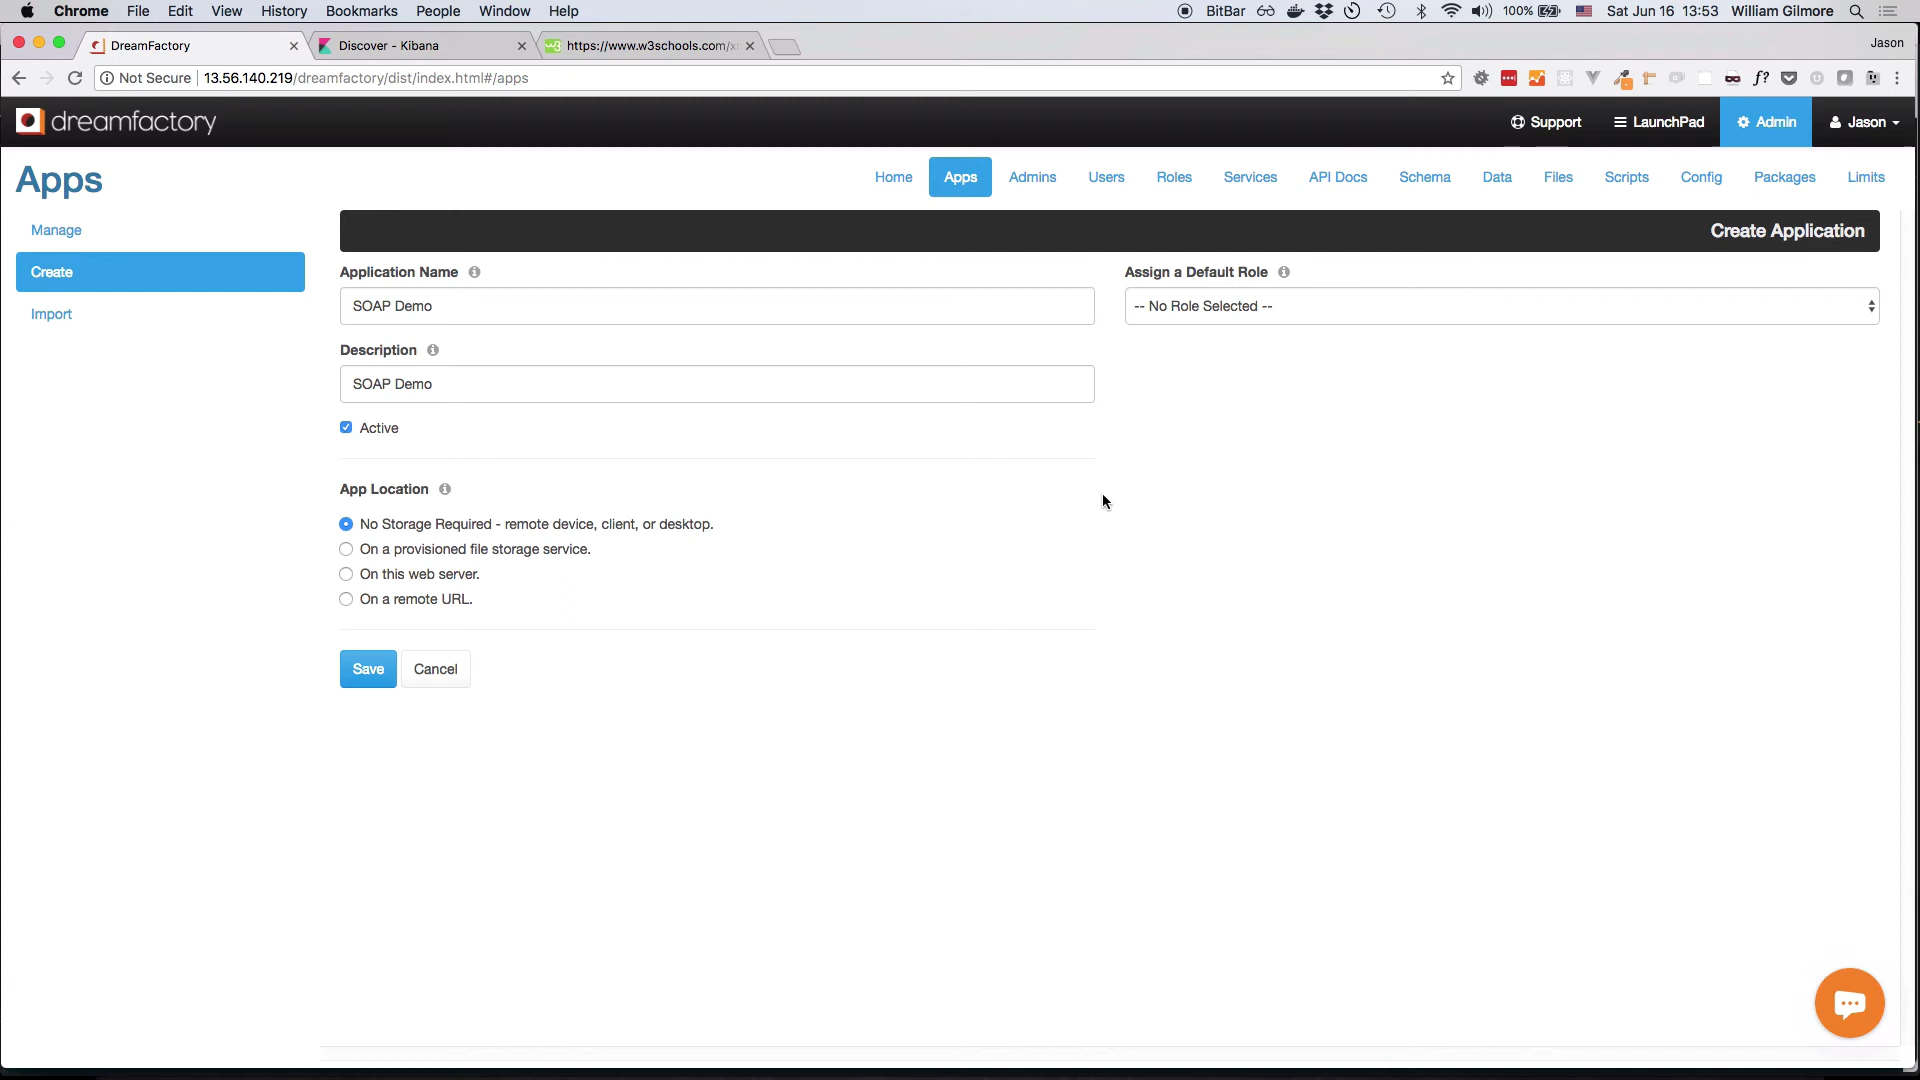 Chrome File Edit View History Bookmarks People Window Help BitBar 100% Sat Jun 16 13:53 William Gilmore
DreamFactory Discover - Kibana https://www.w3schools.com/x Jason
Not Secure 13.56.140.219/dreamfactory/dist/index.html#/apps f?
dreamfactory Support LaunchPad Admin Jason
Apps Home Apps Admins Users Roles Services API Docs Schema Data Files Scripts Config Packages Limits
Manage
Create
Import
Create Application
Application Name
SOAP Demo
Assign a Default Role
-- No Role Selected --
Description
SOAP Demo
Active
App Location
No Storage Required - remote device, client, or desktop.
On a provisioned file storage service.
On this web server.
On a remote URL.
Save Cancel